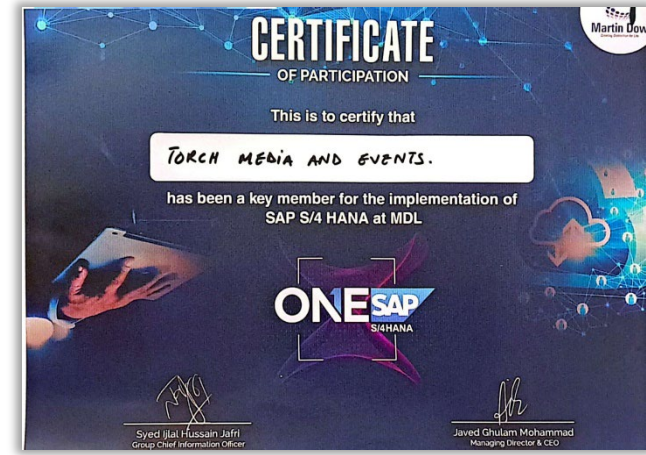 Martin Dow
CERTIFICATE
OF PARTICIPATION
This is to certify that
TORCH MEDIA AND EVENTS.
has been a key member for the implementation of
SAP S/4 HANA at MDL
ONE SAP
S/4HANA
Syed Ijlal Hussain Jafri
Group Chief Information Officer
Javed Ghulam Mohammad
Managing Director & CEO